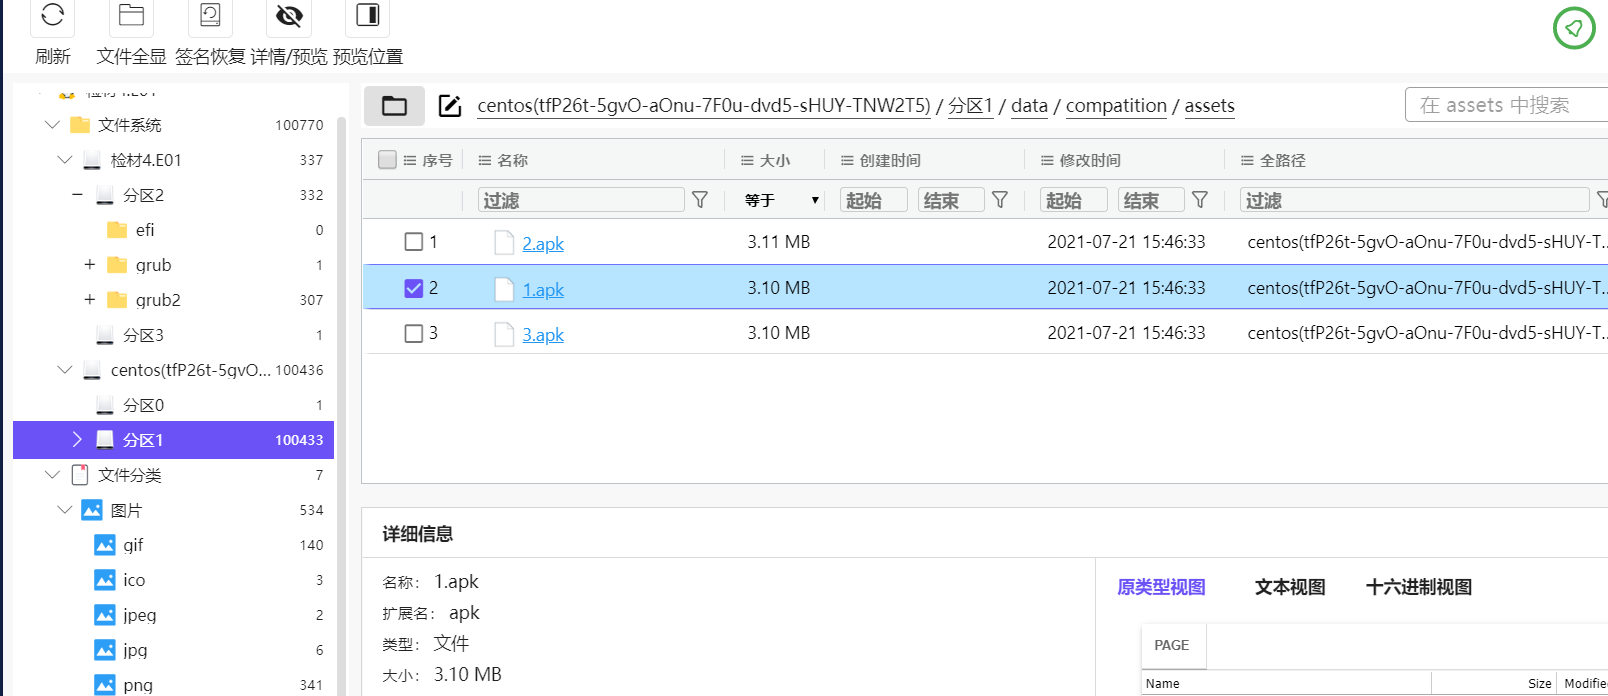 刷新 文件全显 签名恢复 详情/预览 预览位置
检材4.E01
文件系统 100770
检材4.E01 337
分区2 332
efi 0
grub 1
grub2 307
分区3 1
centos(tfP26t-5gvO... 100436
分区0 1
分区1 100433
文件分类 7
图片 534
gif 140
ico 3
jpeg 2
jpg 6
png 341
centos(tfP26t-5gvO-aOnu-7F0u-dvd5-sHUY-TNW2T5) / 分区1 / data / compatition / assets
在 assets 中搜索
序号 名称 大小 创建时间 修改时间 全路径
过滤 等于 起始 结束 起始 结束 过滤
1 2.apk 3.11 MB 2021-07-21 15:46:33 centos(tfP26t-5gvO-aOnu-7F0u-dvd5-sHUY-T...
2 1.apk 3.10 MB 2021-07-21 15:46:33 centos(tfP26t-5gvO-aOnu-7F0u-dvd5-sHUY-T...
3 3.apk 3.10 MB 2021-07-21 15:46:33 centos(tfP26t-5gvO-aOnu-7F0u-dvd5-sHUY-T...
详细信息
名称： 1.apk
扩展名： apk
类型： 文件
大小： 3.10 MB
原类型视图 文本视图 十六进制视图
PAGE
Name Size Modified